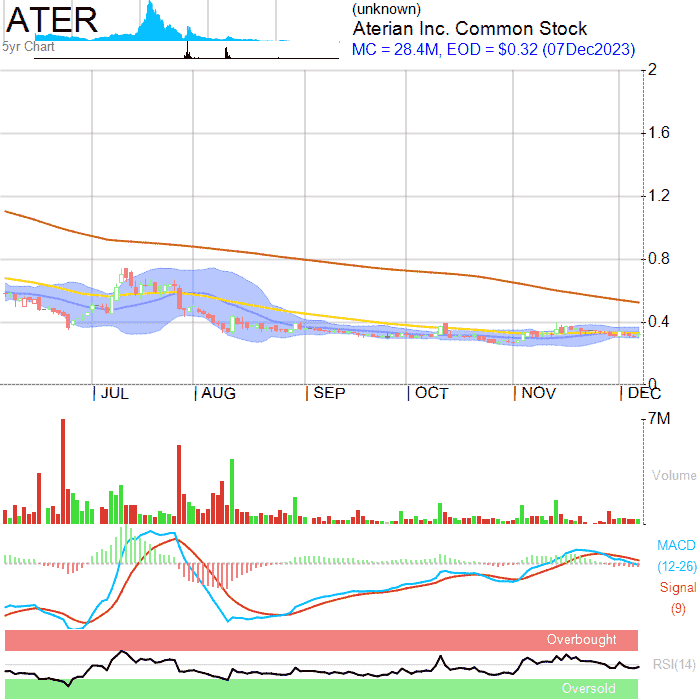 ATER
5yr Chart
(unknown)
Aterian Inc. Common Stock
MC = 28.4M, EOD = $0.32 (07Dec2023)
2
1.6
1.2
0.8
0.4
0
JUL AUG SEP OCT NOV DEC
7M
Volume
MACD
(12-26)
Signal
(9)
Overbought
RSI(14)
Oversold